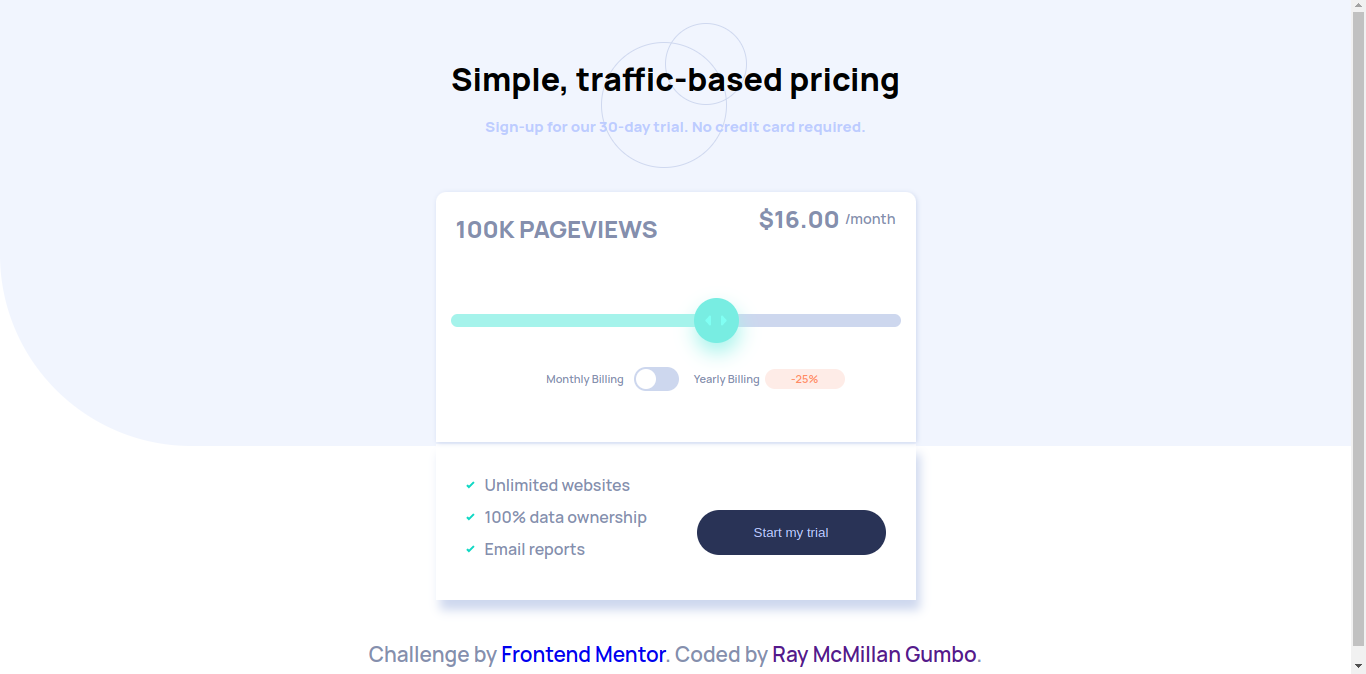 Simple, traffic-based pricing
Sign-up for our 30-day trial. No credit card required.
100K PAGEVIEWS
$16.00 /month
Monthly Billing
Yearly Billing
-25%
Unlimited websites
100% data ownership
Email reports
Start my trial
Challenge by Frontend Mentor. Coded by Ray McMillan Gumbo.